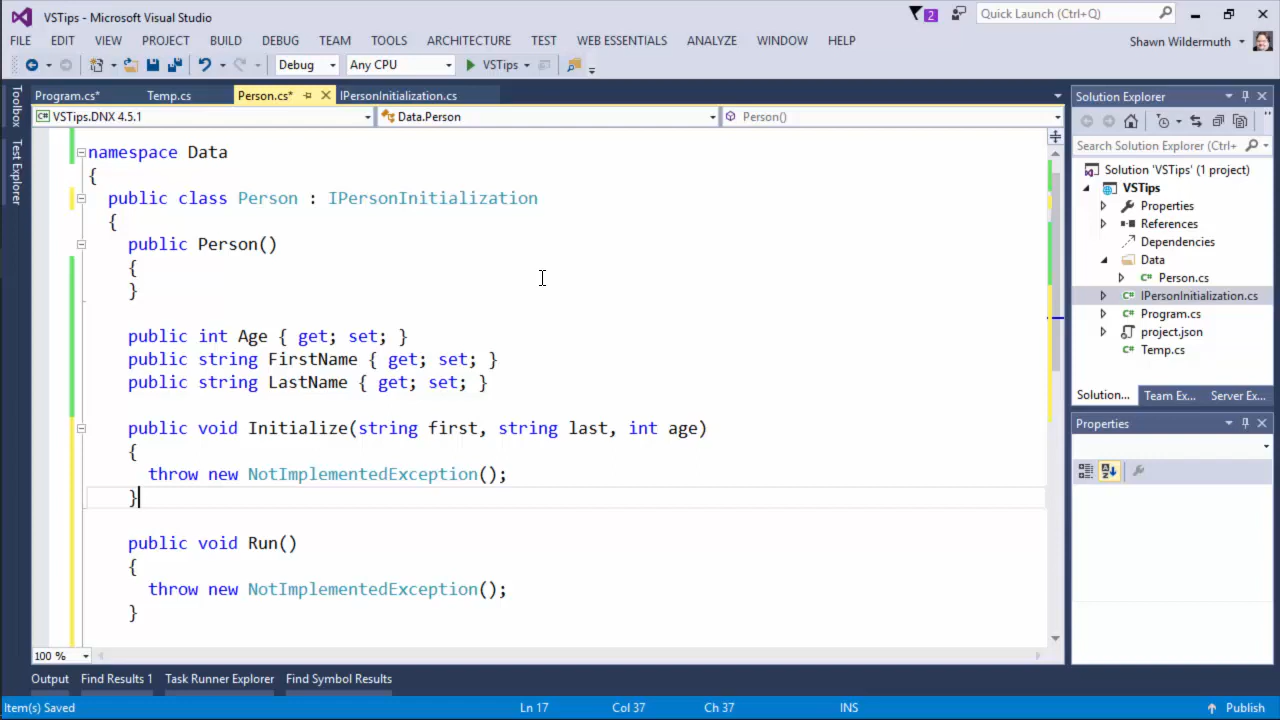 VSTips - Microsoft Visual Studio
2
Quick Launch (Ctrl+Q)
FILE EDIT VIEW PROJECT BUILD DEBUG TEAM TOOLS ARCHITECTURE TEST WEB ESSENTIALS ANALYZE WINDOW HELP
Shawn Wildermuth
Debug Any CPU VSTips
Toolbox
Test Explorer
Program.cs* Temp.cs Person.cs* IPersonInitialization.cs
VSTips.DNX 4.5.1 Data.Person Person()
namespace Data
{
public class Person : IPersonInitialization
{
public Person()
{
}
public int Age { get; set; }
public string FirstName { get; set; }
public string LastName { get; set; }
public void Initialize(string first, string last, int age)
{
throw new NotImplementedException();
}
public void Run()
{
throw new NotImplementedException();
}
100 %
Solution Explorer
Search Solution Explorer (Ctrl+
Solution 'VSTips' (1 project)
VSTips
Properties
References
Dependencies
Data
C# Person.cs
C# IPersonInitialization.cs
C# Program.cs
project.json
C# Temp.cs
Solution... Team Ex... Server Ex...
Properties
Output Find Results 1 Task Runner Explorer Find Symbol Results
Item(s) Saved Ln 17 Col 37 Ch 37 INS Publish